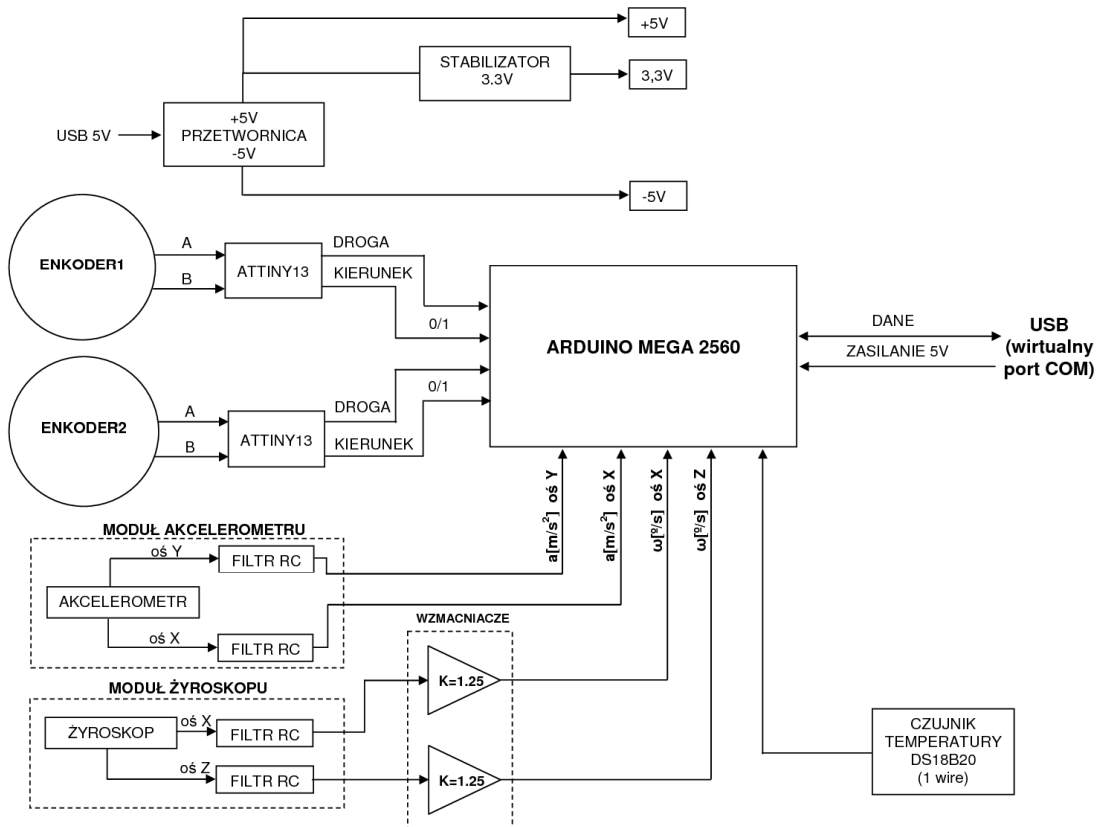 +5V
STABILIZATOR
3.3V
3,3V
USB 5V
+5V
PRZETWORNICA
-5V
-5V
ENKODER1
A
B
ATTINY13
DROGA
KIERUNEK
0/1
ENKODER2
A
B
ATTINY13
DROGA
KIERUNEK
0/1
ARDUINO MEGA 2560
DANE
ZASILANIE 5V
USB
(wirtualny
port COM)
a[m/s²] oś Y
a[m/s²] oś X
ω[º/s] oś X
ω[º/s] oś Z
MODUŁ AKCELEROMETRU
oś Y
FILTR RC
AKCELEROMETR
oś X
FILTR RC
WZMACNIACZE
K=1.25
K=1.25
MODUŁ ŻYROSKOPU
ŻYROSKOP
oś X
FILTR RC
oś Z
FILTR RC
CZUJNIK
TEMPERATURY
DS18B20
(1 wire)